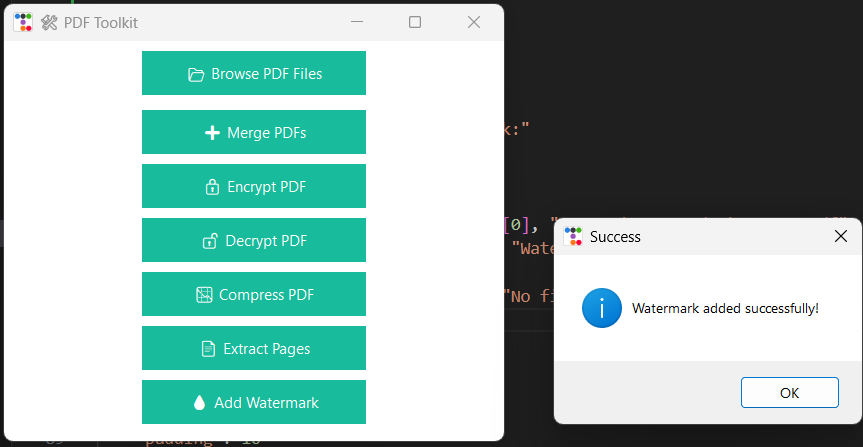 PDF Toolkit
Browse PDF Files
Merge PDFs
Encrypt PDF
Decrypt PDF
Compress PDF
Extract Pages
Add Watermark
k:"
[0], "
"Wate
"No fi
Success
Watermark added successfully!
OK